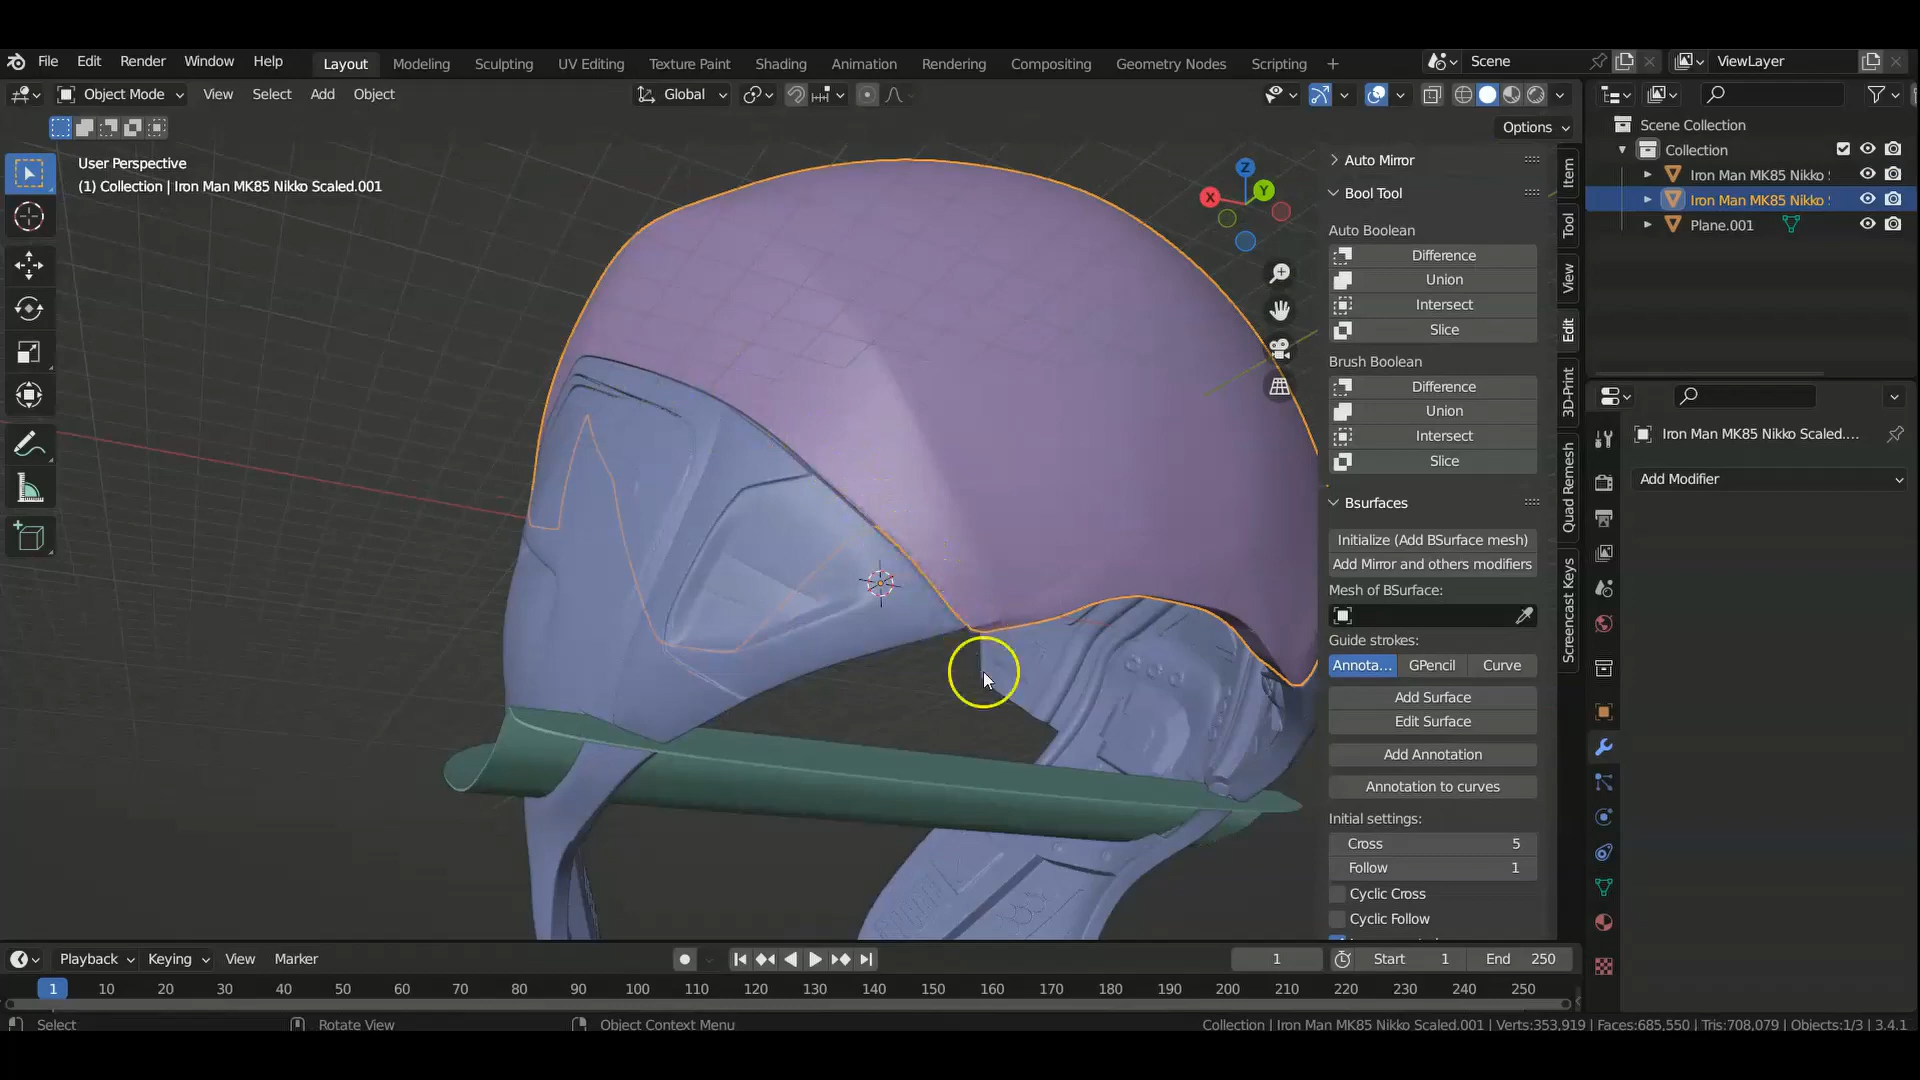 File Edit Render Window Help Layout Modeling Sculpting UV Editing Texture Paint Shading Animation Rendering Compositing Geometry Nodes Scripting + Scene ViewLayer
Object Mode View Select Add Object Global
Options
User Perspective
(1) Collection | Iron Man MK85 Nikko Scaled.001
Z
Y
X
Auto Mirror
Bool Tool
Auto Boolean
Difference
Union
Intersect
Slice
Brush Boolean
Difference
Union
Intersect
Slice
Bsurfaces
Initialize (Add BSurface mesh)
Add Mirror and others modifiers
Mesh of BSurface:
Guide strokes:
Annota... GPencil Curve
Add Surface
Edit Surface
Add Annotation
Annotation to curves
Initial settings:
Cross 5
Follow 1
Cyclic Cross
Cyclic Follow
Item
Tool
View
Edit
3D-Print
Quad Remesh
Screencast Keys
Scene Collection
Collection
Iron Man MK85 Nikko
Iron Man MK85 Nikko
Plane.001
Iron Man MK85 Nikko Scaled....
Add Modifier
Playback Keying View Marker 1 Start 1 End 250
1 10 20 30 40 50 60 70 80 90 100 110 120 130 140 150 160 170 180 190 200 210 220 230 240 250
Select Rotate View Object Context Menu Collection | Iron Man MK85 Nikko Scaled.001 | Verts:353,919 | Faces:685,550 | Tris:708,079 | Objects:1/3 | 3.4.1